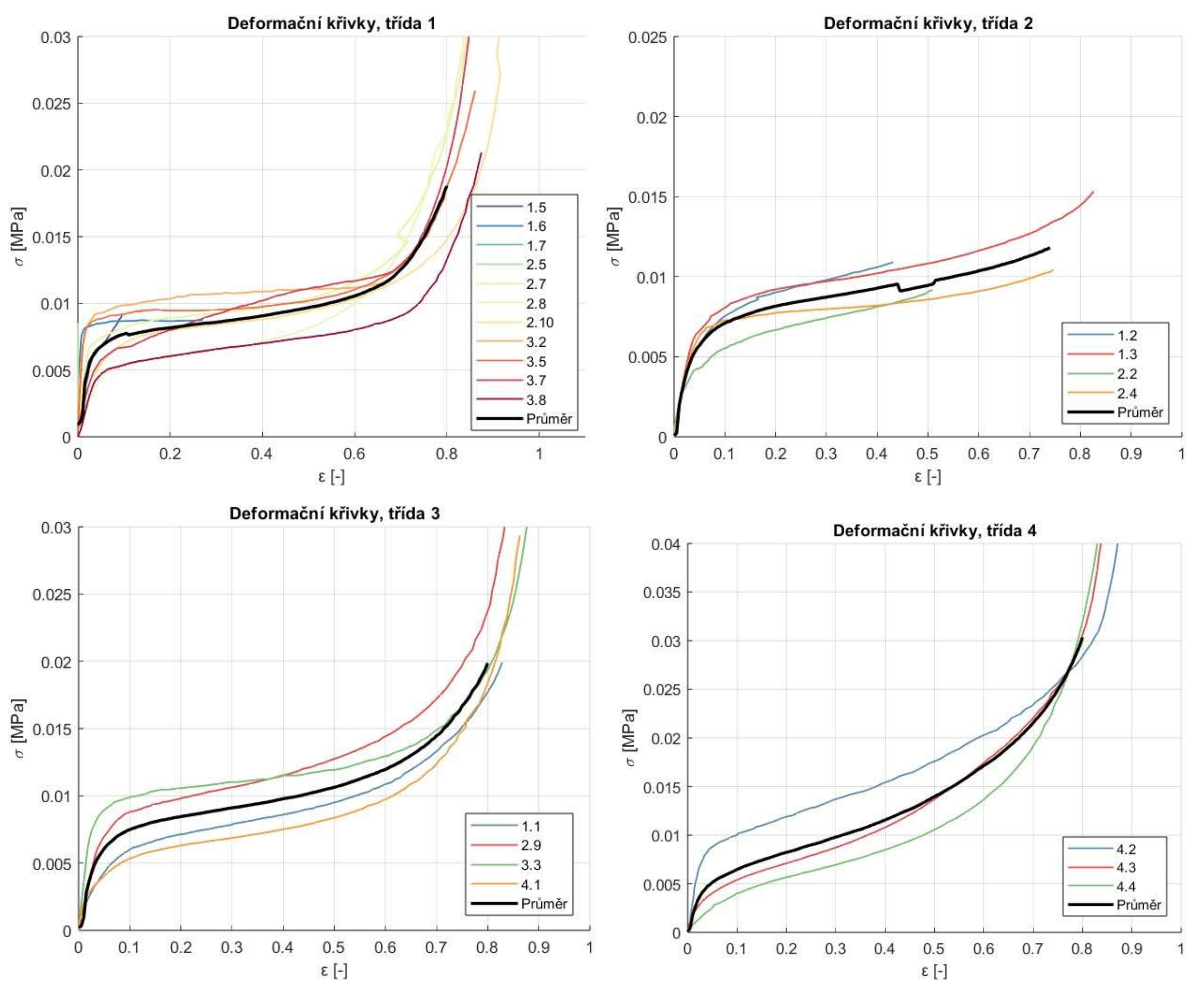 Deformační křivky, třída 1
0.03
0.025
0.02
0.015
0.01
0.005
0
σ [MPa]
0 0.2 0.4 0.6 0.8 1
ε [-]
1.5
1.6
1.7
2.5
2.7
2.8
2.10
3.2
3.5
3.7
3.8
Průměr
Deformační křivky, třída 2
0.025
0.02
0.015
0.01
0.005
0
σ [MPa]
0 0.1 0.2 0.3 0.4 0.5 0.6 0.7 0.8 0.9 1
ε [-]
1.2
1.3
2.2
2.4
Průměr
Deformační křivky, třída 3
0.03
0.025
0.02
0.015
0.01
0.005
0
σ [MPa]
0 0.1 0.2 0.3 0.4 0.5 0.6 0.7 0.8 0.9 1
ε [-]
1.1
2.9
3.3
4.1
Průměr
Deformační křivky, třída 4
0.04
0.035
0.03
0.025
0.02
0.015
0.01
0.005
0
σ [MPa]
0 0.1 0.2 0.3 0.4 0.5 0.6 0.7 0.8 0.9 1
ε [-]
4.2
4.3
4.4
Průměr